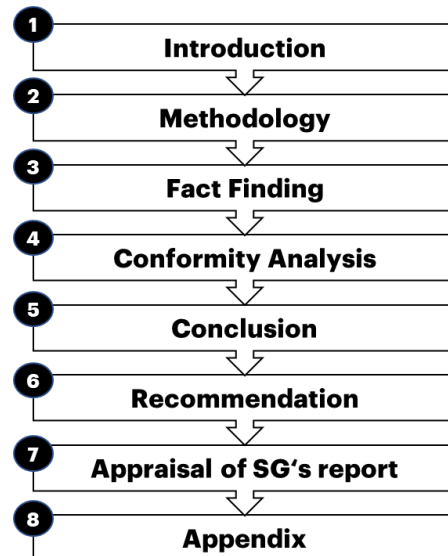 1
Introduction
2
Methodology
3
Fact Finding
4
Conformity Analysis
5
Conclusion
6
Recommendation
7
Appraisal of SG‘s report
8
Appendix